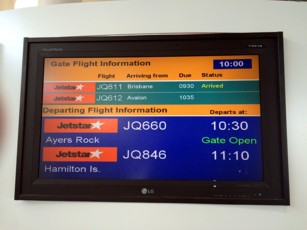 Gate Flight Information 10:00
Flight Arriving from Due Status
Jetstar JQ611 Brisbane 0930 Arrived
Jetstar JQ612 Avalon 1035
Departing Flight Information Departs at:
Jetstar JQ660 10:30
Ayers Rock Gate Open
Jetstar JQ846 11:10
Hamilton Is.
LG